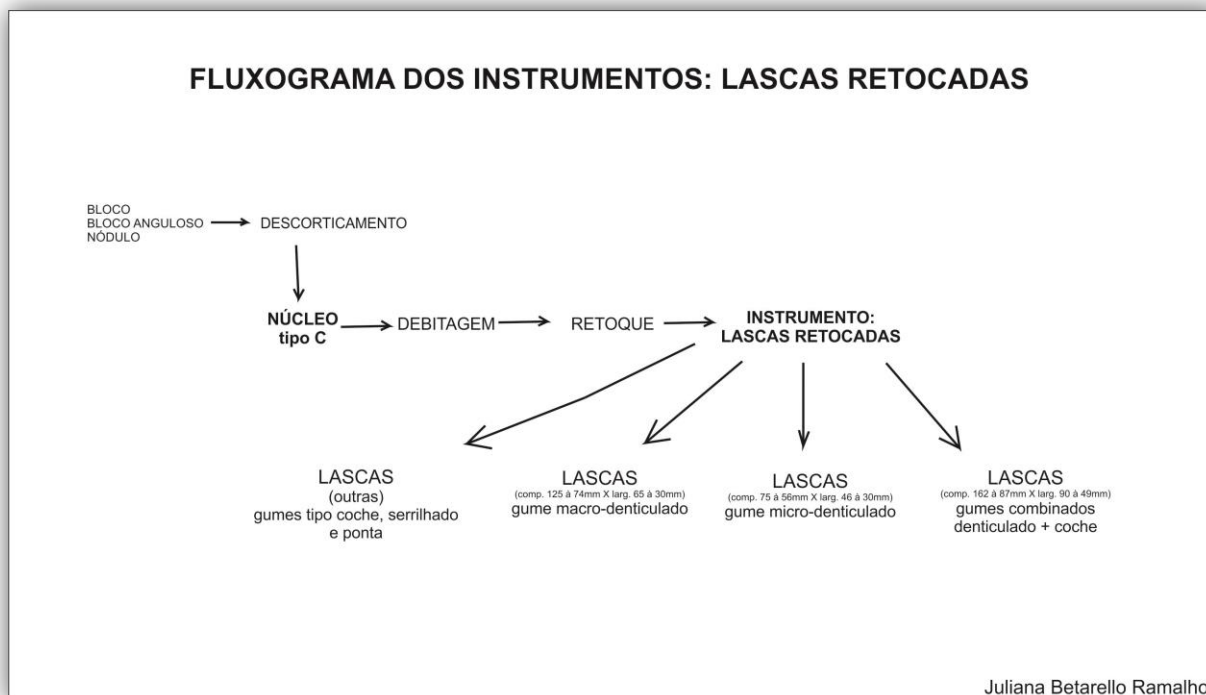 FLUXOGRAMA DOS INSTRUMENTOS: LASCAS RETOCADAS
BLOCO
BLOCO ANGULOSO
NÓDULO
DESCORTICAMENTO
NÚCLEO
tipo C
DEBITAGEM
RETOQUE
INSTRUMENTO:
LASCAS RETOCADAS
LASCAS
(outras)
gumes tipo coche, serrilhado
e ponta
LASCAS
(comp. 125 à 74mm X larg. 65 à 30mm)
gume macro-denticulado
LASCAS
(comp. 75 à 56mm X larg. 46 à 30mm)
gume micro-denticulado
LASCAS
(comp. 162 à 87mm X larg. 90 à 49mm)
gumes combinados
denticulado + coche
Juliana Betarello Ramalho